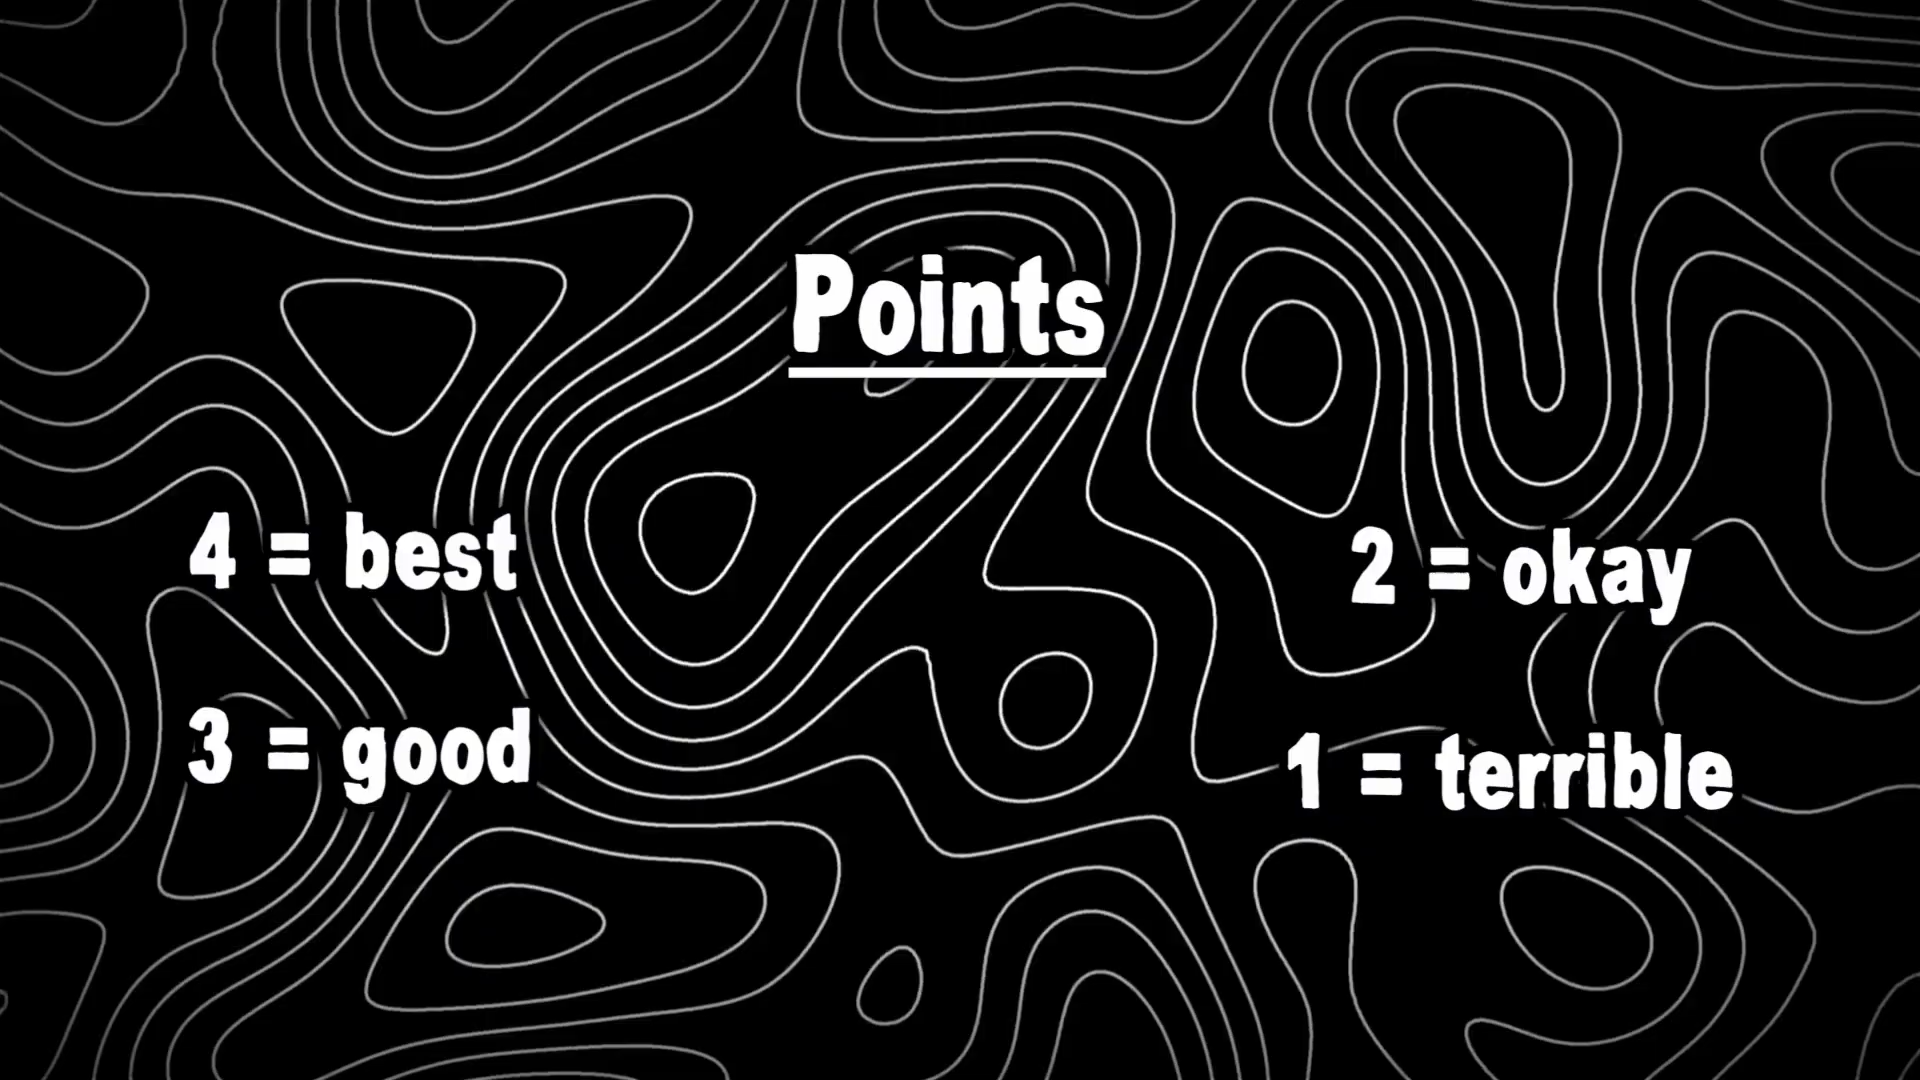 Points
4 = best
3 = good
2 = okay
1 = terrible